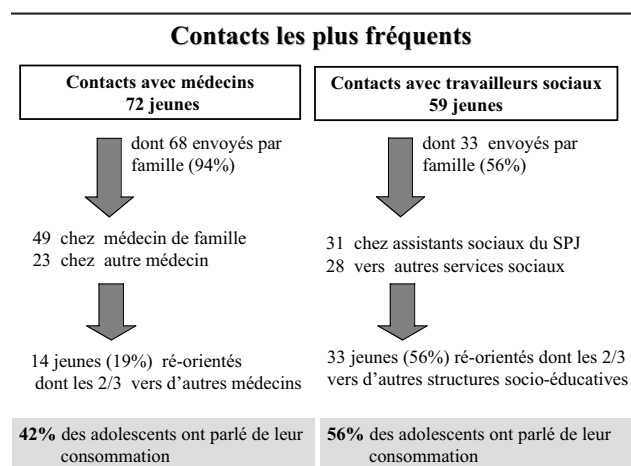 Contacts les plus fréquents
Contacts avec médecins
72 jeunes
dont 68 envoyés par
famille (94%)
49 chez médecin de famille
23 chez autre médecin
14 jeunes (19%) ré-orientés
dont les 2/3 vers d'autres médecins
42% des adolescents ont parlé de leur
consommation
Contacts avec travailleurs sociaux
59 jeunes
dont 33 envoyés par
famille (56%)
31 chez assistants sociaux du SPJ
28 vers autres services sociaux
33 jeunes (56%) ré-orientés dont les 2/3
vers d'autres structures socio-éducatives
56% des adolescents ont parlé de leur
consommation